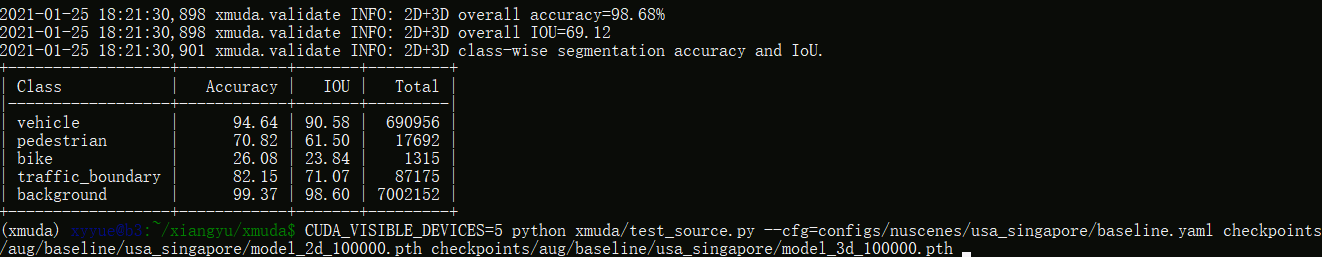 2021-01-25 18:21:30,898 xmuda.validate INFO: 2D+3D overall accuracy=98.68%
2021-01-25 18:21:30,898 xmuda.validate INFO: 2D+3D overall IOU=69.12
2021-01-25 18:21:30,901 xmuda.validate INFO: 2D+3D class-wise segmentation accuracy and IoU.
+------------------+----------+-------+---------+
| Class | Accuracy | IOU | Total |
|------------------+----------+-------+---------|
| vehicle | 94.64 | 90.58 | 690956 |
| pedestrian | 70.82 | 61.50 | 17692 |
| bike | 26.08 | 23.84 | 1315 |
| traffic_boundary | 82.15 | 71.07 | 87175 |
| background | 99.37 | 98.60 | 7002152 |
+------------------+----------+-------+---------+
(xmuda) xyyue@b3:~/xiangyu/xmuda$ CUDA_VISIBLE_DEVICES=5 python xmuda/test_source.py --cfg=configs/nuscenes/usa_singapore/baseline.yaml checkpoints
/aug/baseline/usa_singapore/model_2d_100000.pth checkpoints/aug/baseline/usa_singapore/model_3d_100000.pth